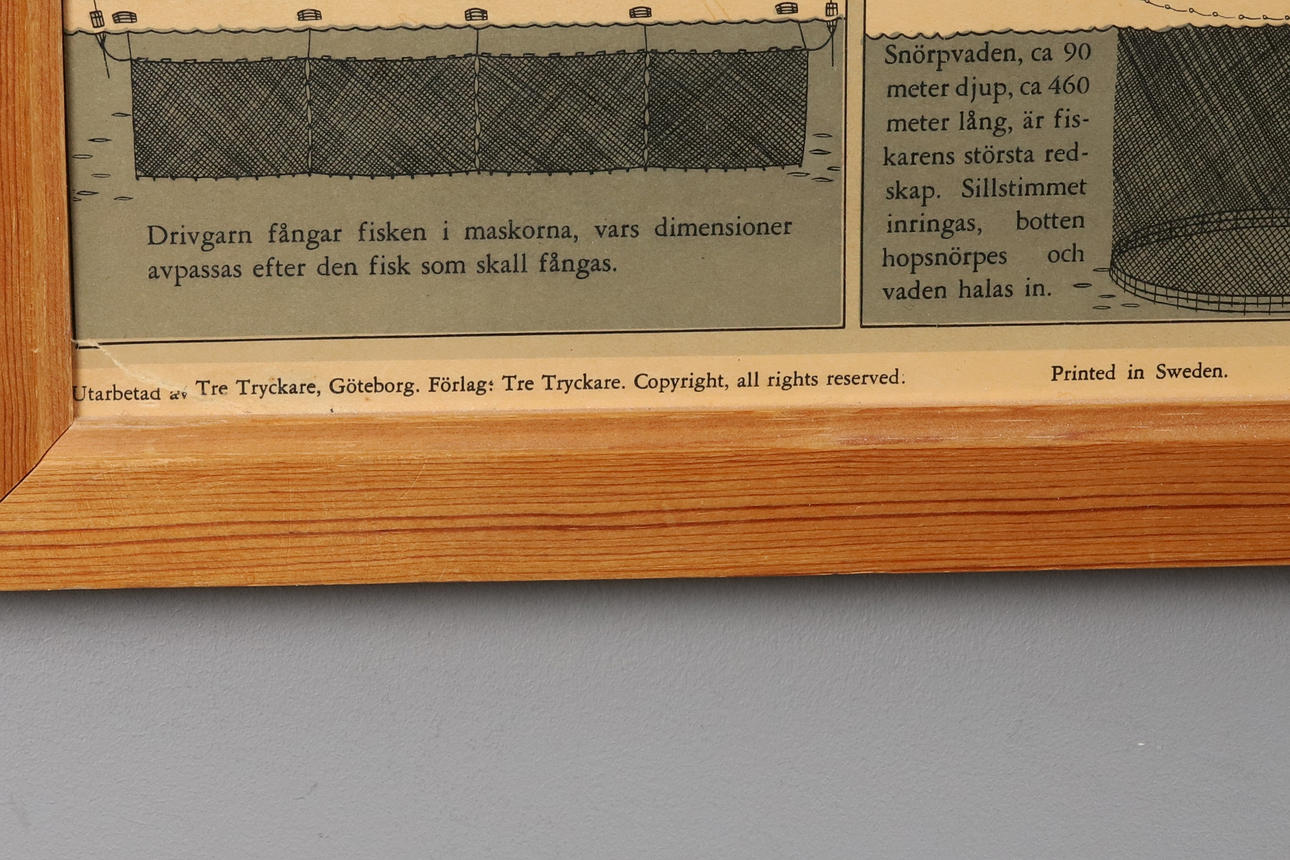 Drivgarn fångar fisken i maskorna, vars dimensioner
avpassas efter den fisk som skall fångas.
Snörpvaden, ca 90
meter djup, ca 460
meter lång, är fis-
karens största red-
skap. Sillstimmet
inringas, botten
hopsnörpes och
vaden halas in.
Utarbetad av Tre Tryckare, Göteborg. Förlag: Tre Tryckare. Copyright, all rights reserved.
Printed in Sweden.